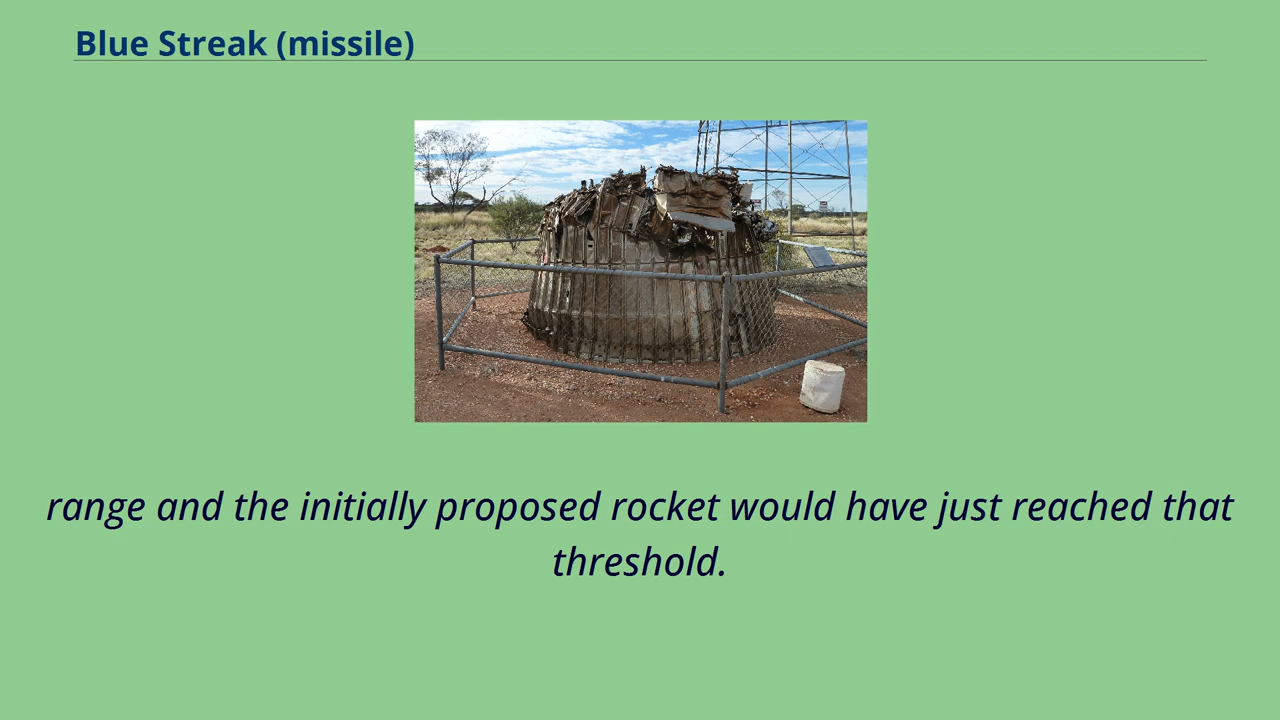 Blue Streak (missile)
range and the initially proposed rocket would have just reached that
threshold.